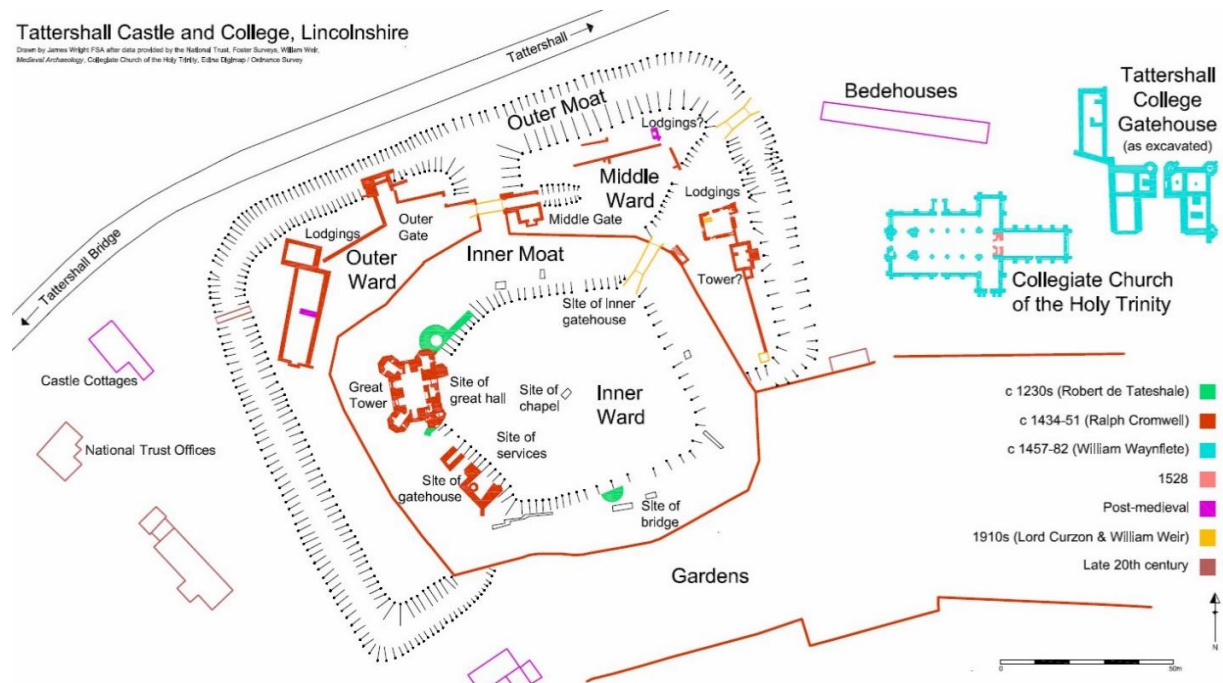 Tattershall Castle and College, Lincolnshire
Drawn by James Wright FSA after data provided by the National Trust, Foster Surveys, William Weir,
Medieval Archaeology, Collegiate Church of the Holy Trinity, Edina Digimap / Ordnance Survey
Tattershall
Tattershall Bridge
Outer Moat
Lodgings?
Middle
Ward
Bedehouses
Tattershall
College
Gatehouse
(as excavated)
Lodgings
Outer
Gate
Middle Gate
Lodgings
Outer
Ward
Inner Moat
Tower?
Site of inner
gatehouse
Collegiate Church
of the Holy Trinity
Castle Cottages
Great
Tower
Site of
great hall
Site of
chapel
Inner
Ward
National Trust Offices
Site of
services
Site of
gatehouse
Site of
bridge
Gardens
c 1230s (Robert de Tateshale)
c 1434-51 (Ralph Cromwell)
c 1457-82 (William Waynflete)
1528
Post-medieval
1910s (Lord Curzon & William Weir)
Late 20th century
N
0
50m